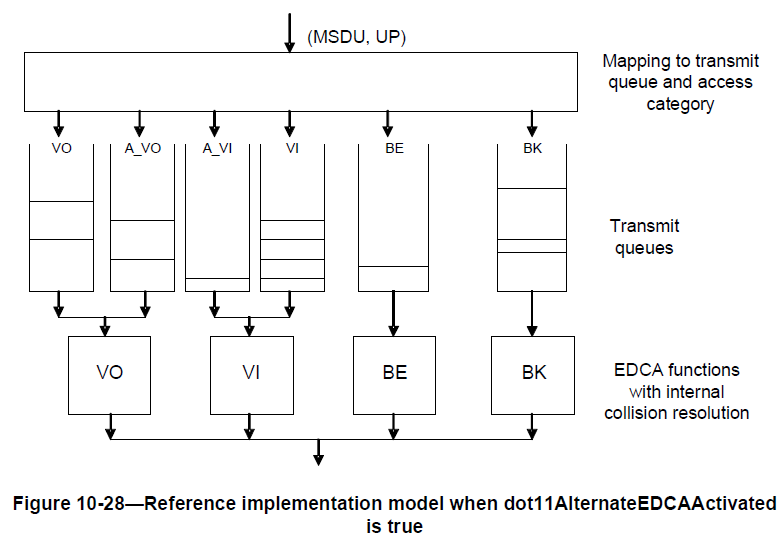 (MSDU, UP)
Mapping to transmit
queue and access
category
VO A_VO A_VI VI BE BK
Transmit
queues
VO VI BE BK
EDCA functions
with internal
collision resolution
Figure 10-28—Reference implementation model when dot11AlternateEDCAActivated
is true